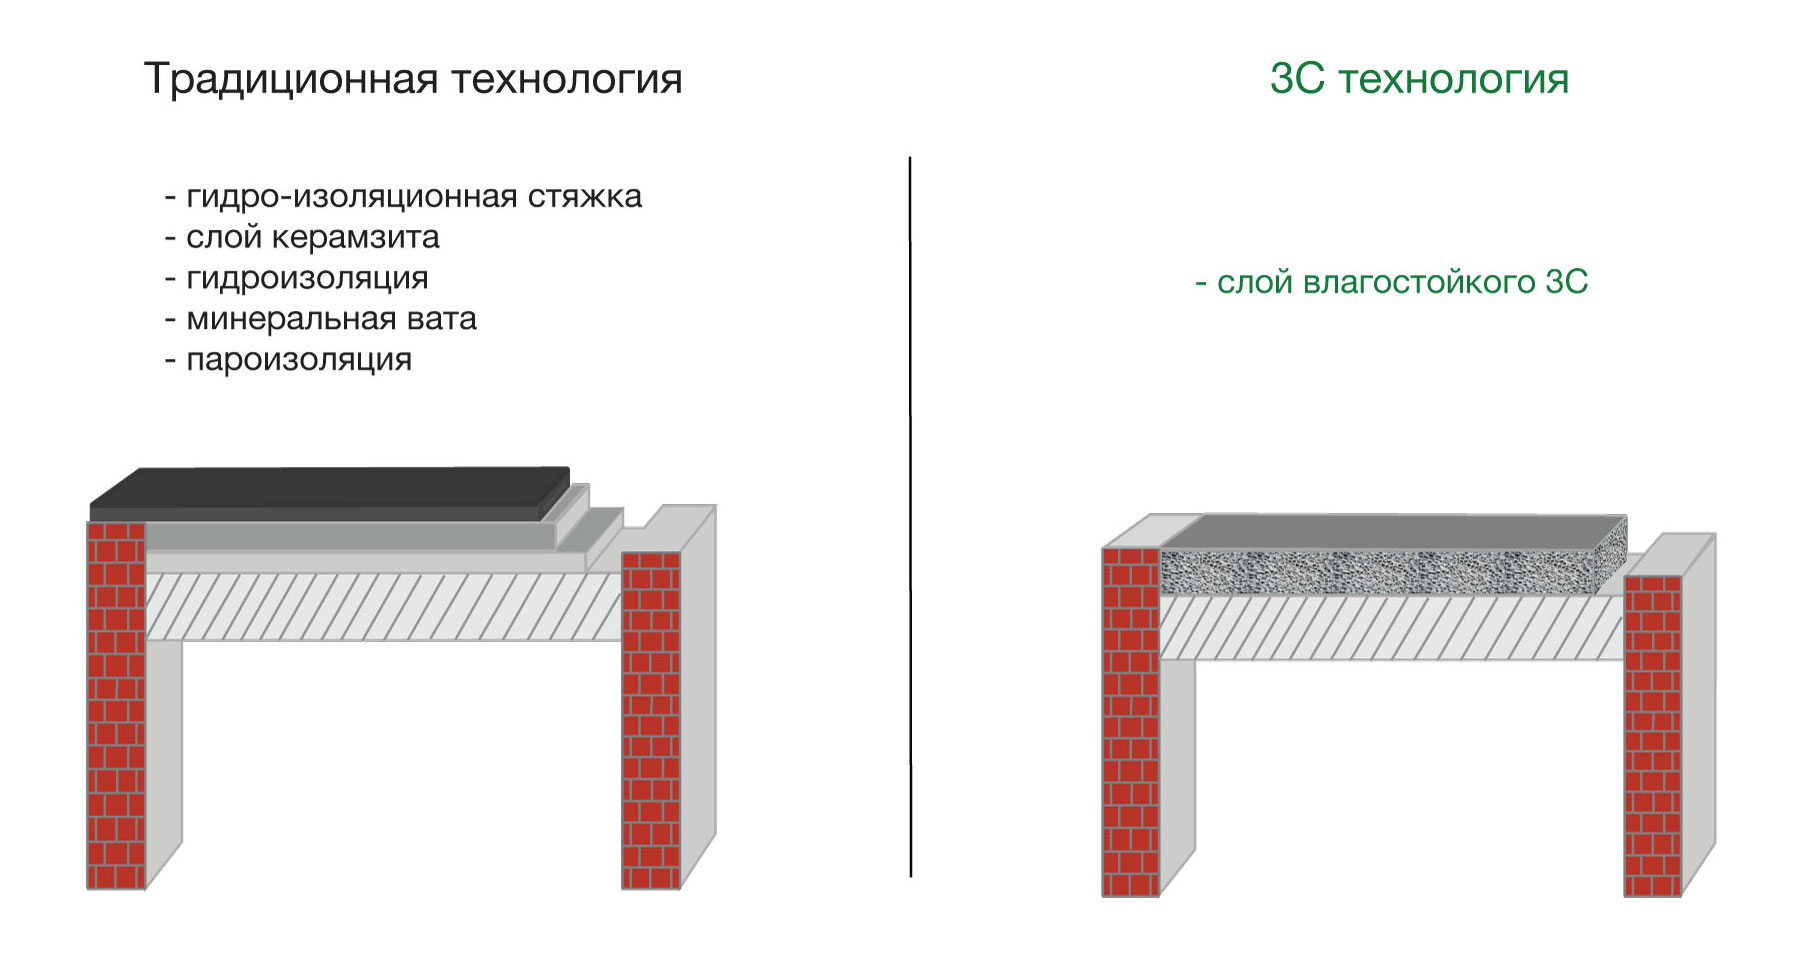 Традиционная технология
- гидро-изоляционная стяжка
- слой керамзита
- гидроизоляция
- минеральная вата
- пароизоляция
3С технология
- слой влагостойкого 3С